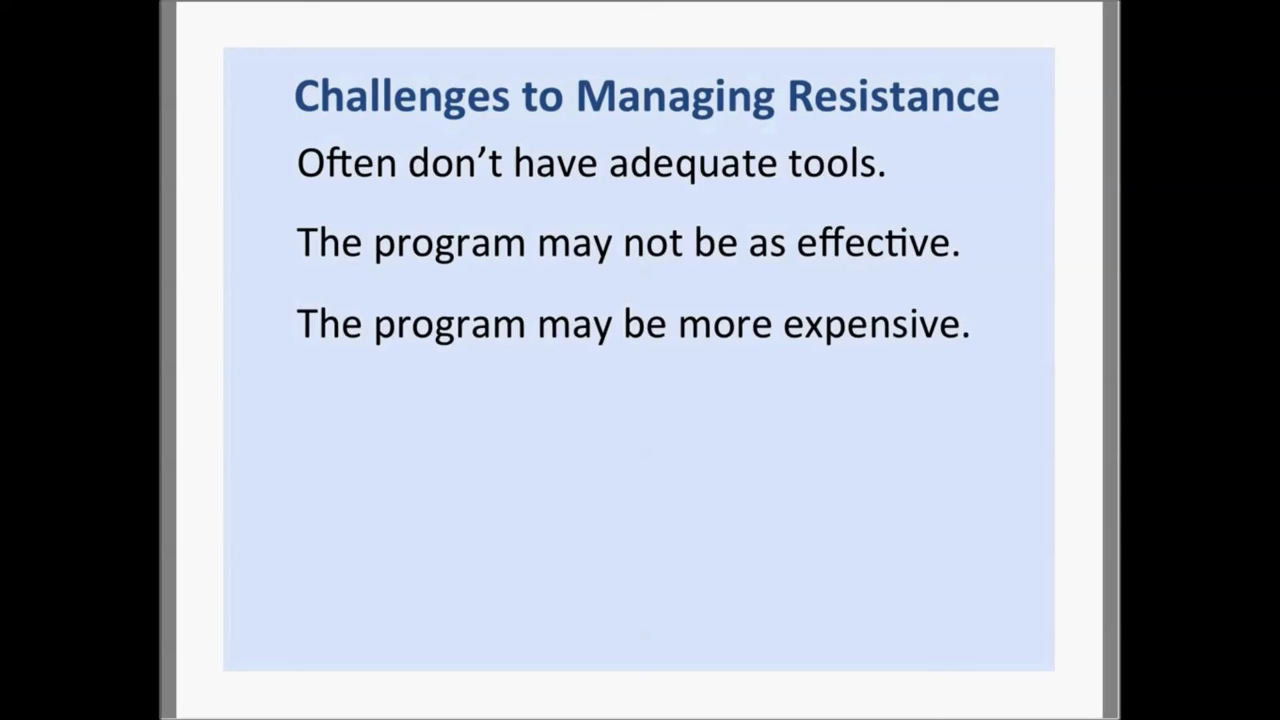 Challenges to Managing Resistance
Often don’t have adequate tools.
The program may not be as effective.
The program may be more expensive.